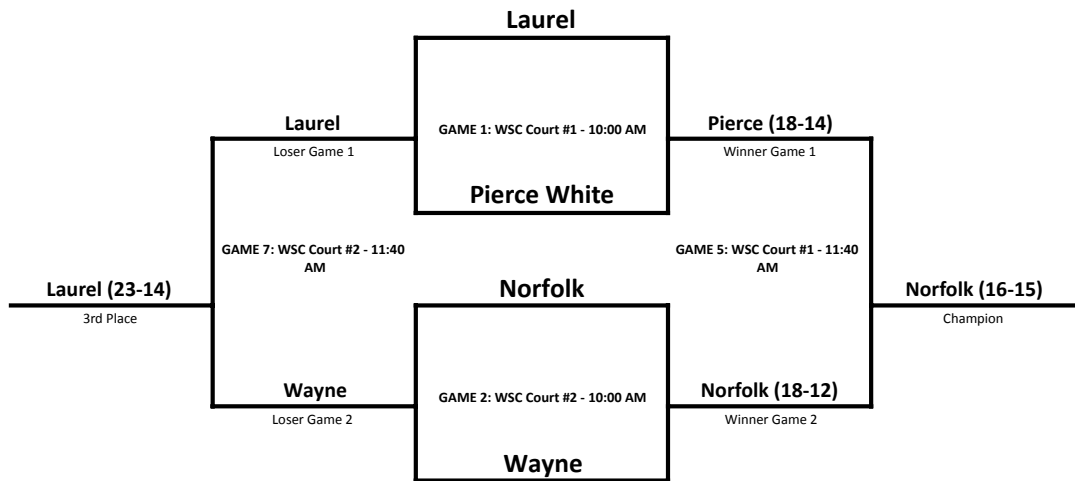 Laurel
Laurel
Loser Game 1
GAME 1: WSC Court #1 - 10:00 AM
Pierce (18-14)
Winner Game 1
Pierce White
GAME 7: WSC Court #2 - 11:40
AM
GAME 5: WSC Court #1 - 11:40
AM
Laurel (23-14)
3rd Place
Norfolk
Norfolk (16-15)
Champion
Wayne
Loser Game 2
GAME 2: WSC Court #2 - 10:00 AM
Norfolk (18-12)
Winner Game 2
Wayne